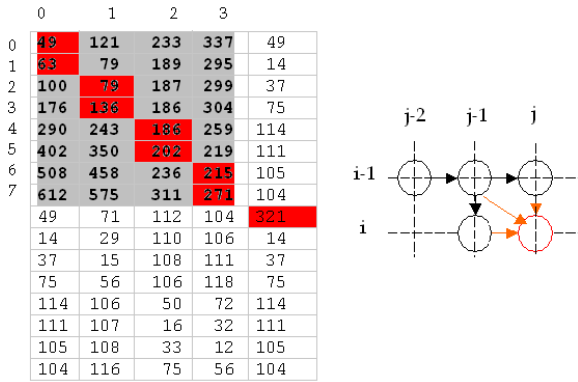 0 1 2 3
0 49 121 233 337 49
1 63 79 189 295 14
2 100 79 187 299 37
3 176 136 186 304 75
4 290 243 186 259 114
5 402 350 202 219 111
6 508 458 236 215 105
7 612 575 311 271 104
49 71 112 104 321
14 29 110 106 14
37 15 108 111 37
75 56 106 118 75
114 106 50 72 114
111 107 16 32 111
105 108 33 12 105
104 116 75 56 104
j-2 j-1 j
i-1
i